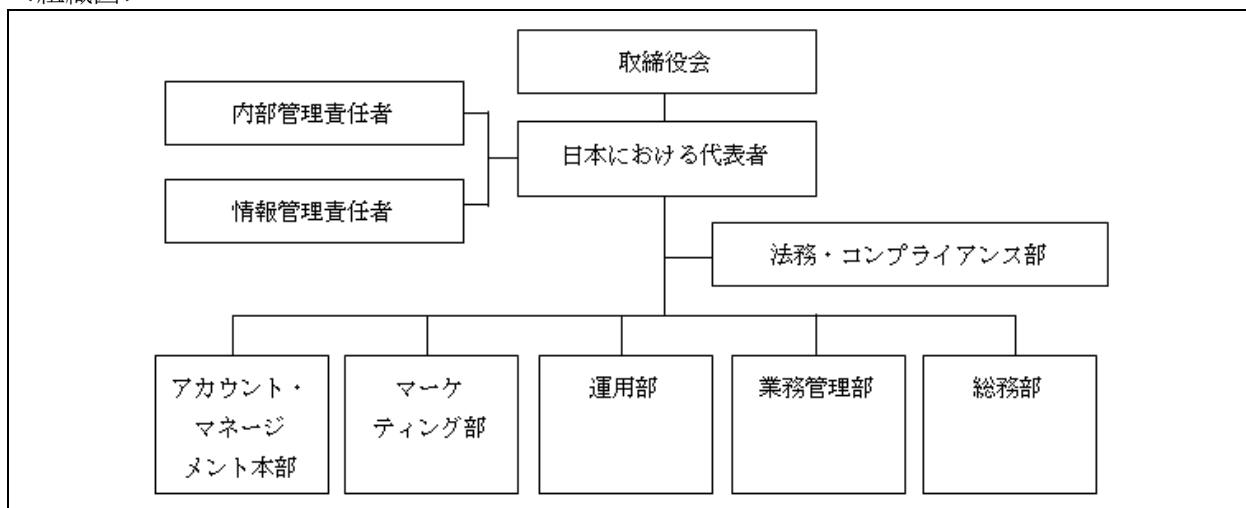 取締役会
内部管理責任者
日本における代表者
情報管理責任者
法務・コンプライアンス部
アカウント・
マネージ
メント本部
マーケ
ティング部
運用部
業務管理部
総務部